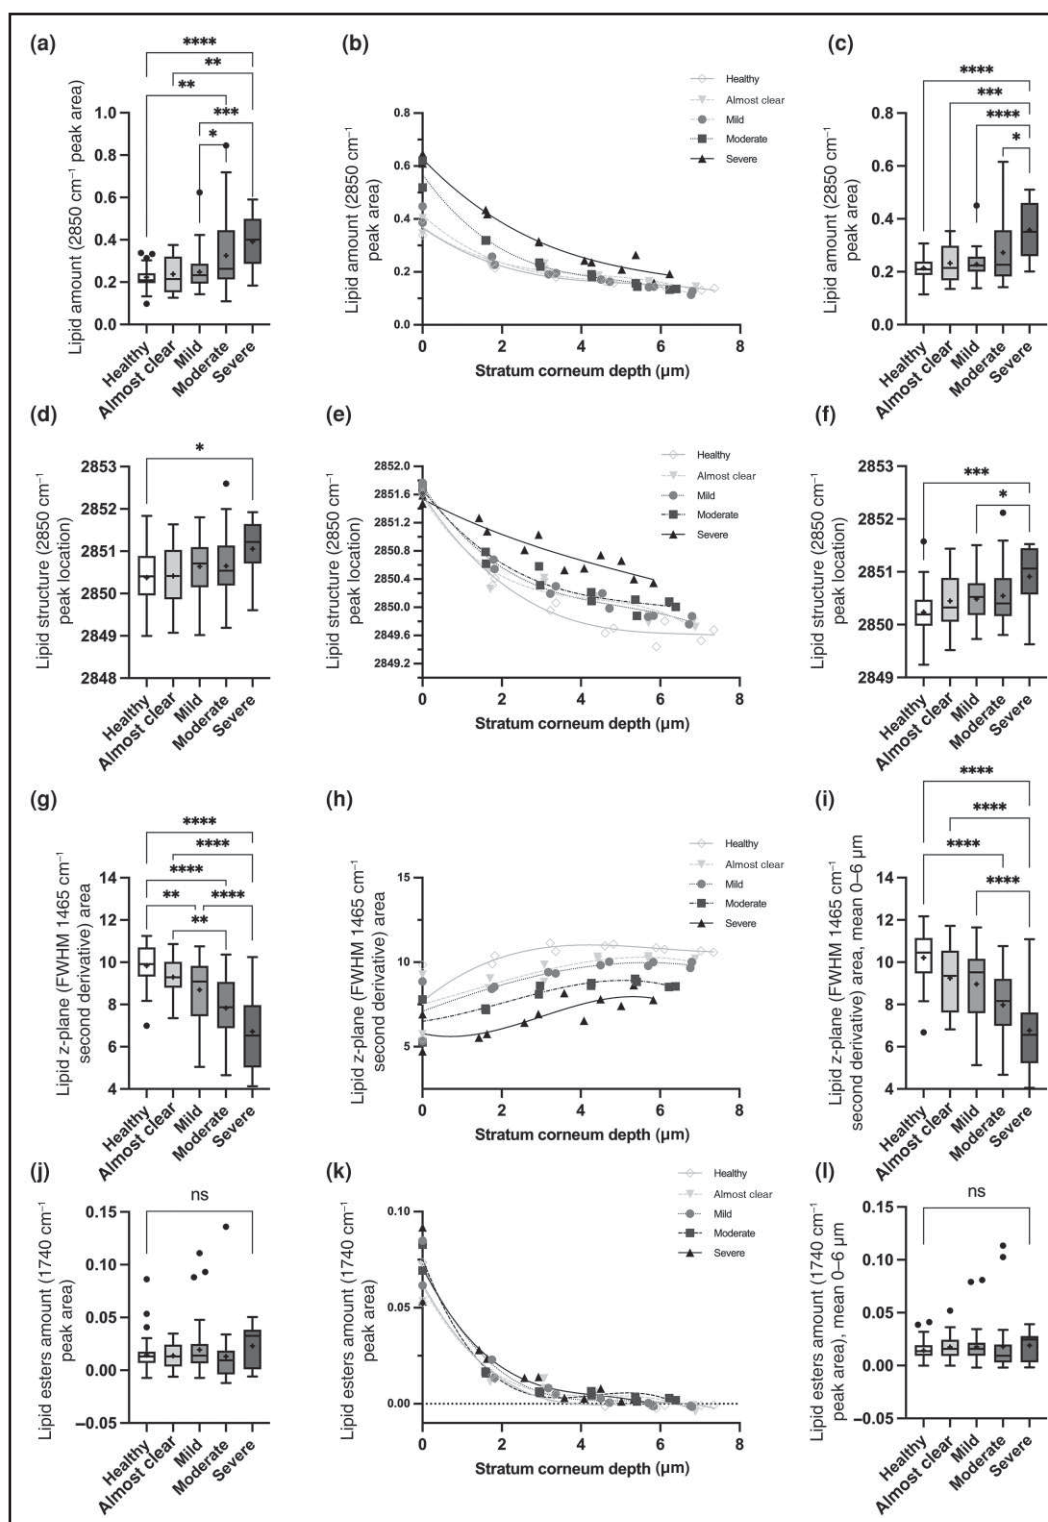 (a)
****
**
**
***
*
Lipid amount (2850 cm⁻¹ peak area)
1.0
0.8
0.6
0.4
0.2
0.0
Healthy
Almost clear
Mild
Moderate
Severe
(b)
Healthy
Almost clear
Mild
Moderate
Severe
Lipid amount (2850 cm⁻¹
peak area)
0.8
0.6
0.4
0.2
0.0
0
2
4
6
8
Stratum corneum depth (µm)
(c)
****
***
****
*
Lipid amount (2850 cm⁻¹
peak area)
0.8
0.6
0.4
0.2
0.0
Healthy
Almost clear
Mild
Moderate
Severe
(d)
*
Lipid structure (2850 cm⁻¹
peak location)
2853
2852
2851
2850
2849
2848
Healthy
Almost clear
Mild
Moderate
Severe
(e)
Healthy
Almost clear
Mild
Moderate
Severe
Lipid structure (2850 cm⁻¹
peak location)
2852.0
2851.6
2851.2
2850.8
2850.4
2850.0
2849.6
2849.2
0
2
4
6
8
Stratum corneum depth (µm)
(f)
***
*
Lipid structure (2850 cm⁻¹
peak location)
2853
2852
2851
2850
2849
Healthy
Almost clear
Mild
Moderate
Severe
(g)
****
****
****
**
****
**
Lipid z-plane (FWHM 1465 cm⁻¹
second derivative) area
14
12
10
8
6
4
Healthy
Almost clear
Mild
Moderate
Severe
(h)
Healthy
Almost clear
Mild
Moderate
Severe
Lipid z-plane (FWHM 1465 cm⁻¹
second derivative) area
15
10
5
0
2
4
6
8
Stratum corneum depth (µm)
(i)
****
****
****
****
Lipid z-plane (FWHM 1465 cm⁻¹
second derivative) area, mean 0–6 µm
14
12
10
8
6
4
Healthy
Almost clear
Mild
Moderate
Severe
(j)
ns
Lipid esters amount (1740 cm⁻¹
peak area)
0.15
0.10
0.05
0.00
–0.05
Healthy
Almost clear
Mild
Moderate
Severe
(k)
Healthy
Almost clear
Mild
Moderate
Severe
Lipid esters amount (1740 cm⁻¹
peak area)
0.10
0.05
0.00
0
2
4
6
8
Stratum corneum depth (µm)
(l)
ns
Lipid esters amount (1740 cm⁻¹
peak area), mean 0–6 µm
0.15
0.10
0.05
0.00
–0.05
Healthy
Almost clear
Mild
Moderate
Severe